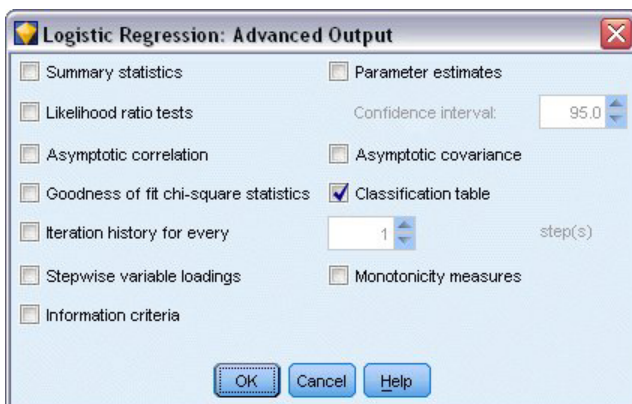 Logistic Regression: Advanced Output
Summary statistics Parameter estimates
Likelihood ratio tests Confidence interval: 95.0
Asymptotic correlation Asymptotic covariance
Goodness of fit chi-square statistics Classification table
Iteration history for every 1 step(s)
Stepwise variable loadings Monotonicity measures
Information criteria
OK Cancel Help